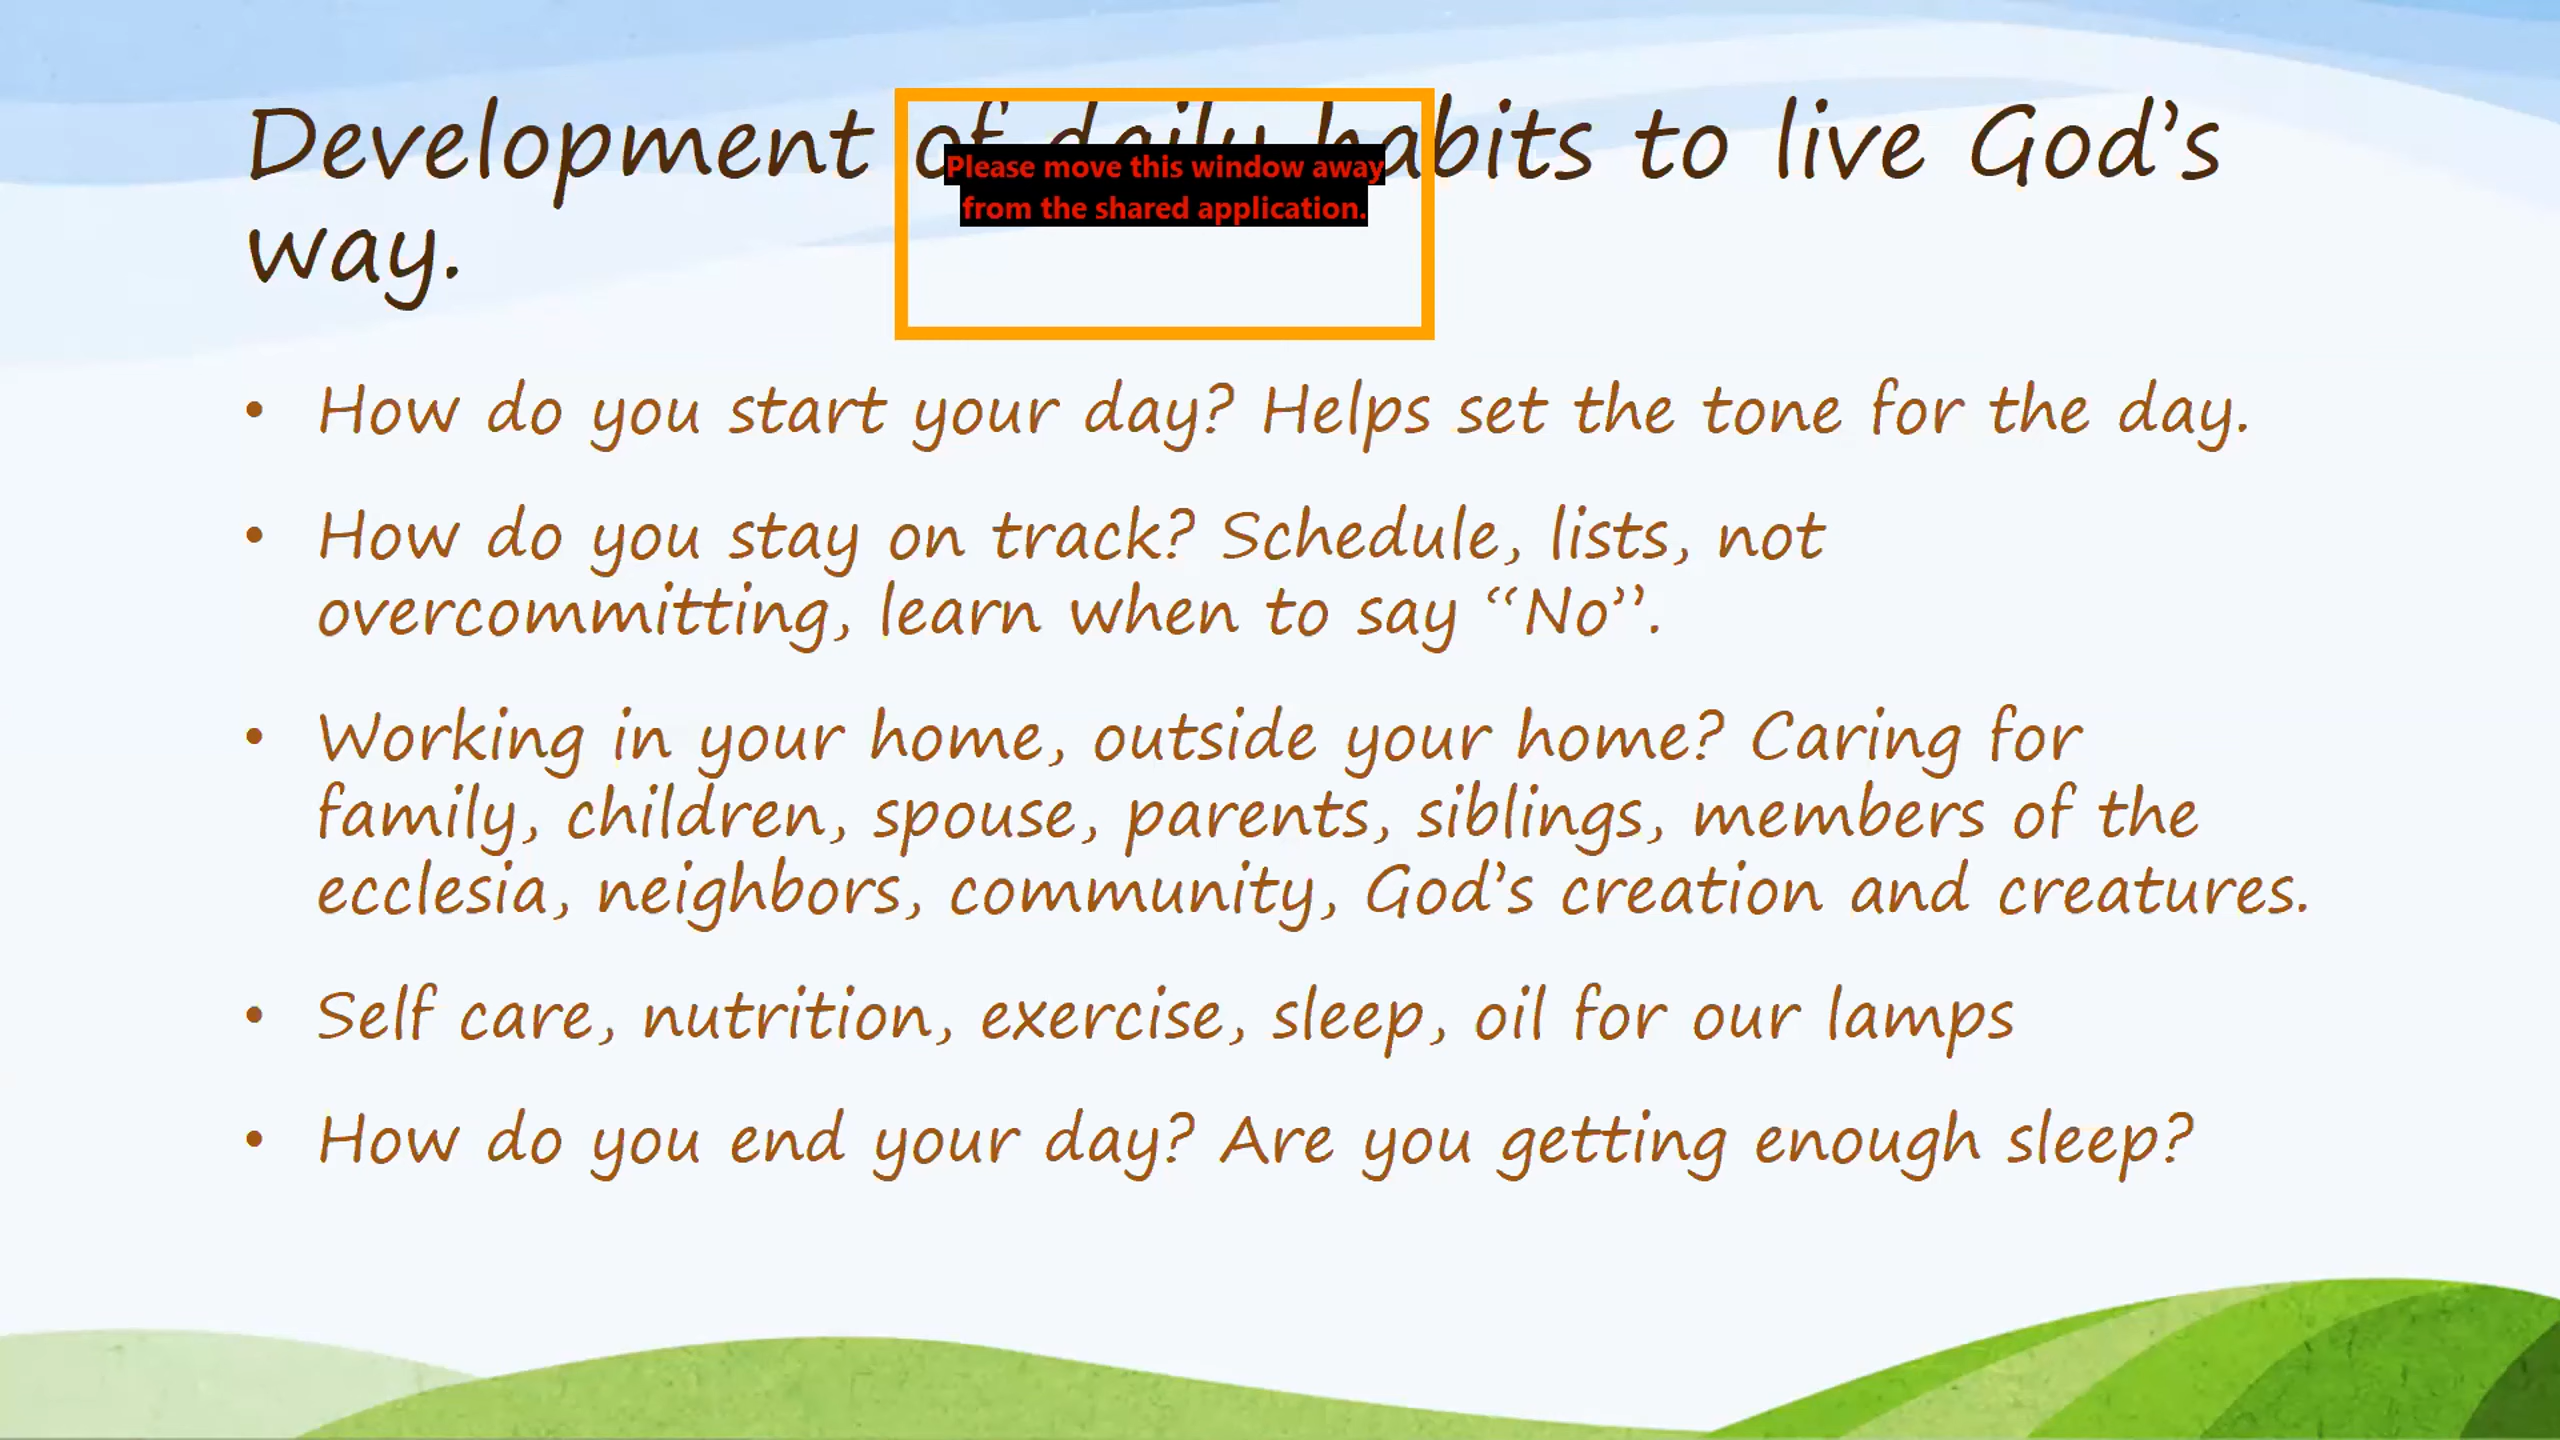 Development of daily habits to live God’s
way.
Please move this window away
from the shared application.
• How do you start your day? Helps set the tone for the day.
• How do you stay on track? Schedule, lists, not
overcommitting, learn when to say “No”.
• Working in your home, outside your home? Caring for
family, children, spouse, parents, siblings, members of the
ecclesia, neighbors, community, God’s creation and creatures.
• Self care, nutrition, exercise, sleep, oil for our lamps
• How do you end your day? Are you getting enough sleep?